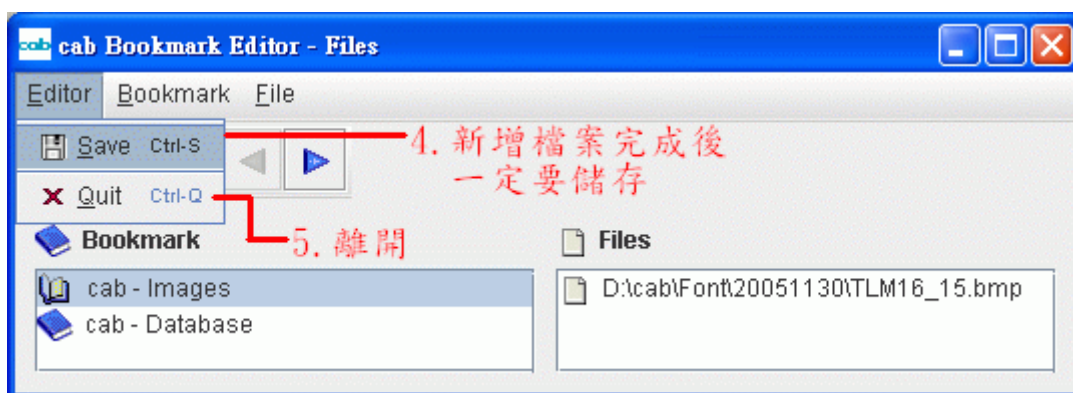 cab cab Bookmark Editor - Files
Editor Bookmark File
Save Ctrl-S
4. 新增檔案完成後
一定要儲存
Quit Ctrl-Q
5. 離開
Bookmark
Files
cab - Images
D:\cab\Font\20051130\TLM16_15.bmp
cab - Database